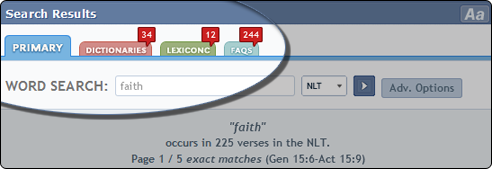 Search Results Aa
34 12 244
PRIMARY DICTIONARIES LEXICONC FAQS
WORD SEARCH: faith NLT Adv. Options
"faith"
occurs in 225 verses in the NLT.
Page 1 / 5 exact matches (Gen 15:6-Act 15:9)